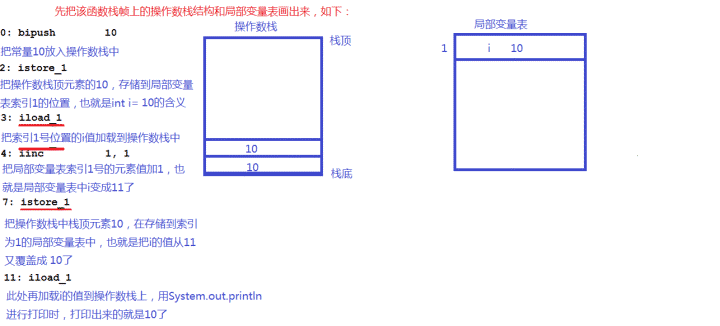 先把该函数栈帧上的操作数栈结构和局部变量表画出来，如下：
操作数栈
局部变量表
栈顶
0: bipush 10
1 i 10
把常量10放入操作数栈中
2: istore_1
把操作数栈顶元素的10，存储到局部变量
表索引1的位置，也就是int i= 10的含义
3: iload_1
把索引1号位置的i值加载到操作数栈中
10
4: iinc 1, 1
把局部变量表索引1号的元素值加1，也
10
栈底
就是局部变量表中i变成11了
7: istore_1
把操作数栈中栈顶元素10，在存储到索引
为1的局部变量表中，也就是把i的值从11
又覆盖成 10了
11: iload_1
此处再加载i的值到操作数栈上，用System.out.println
进行打印时，打印出来的就是10了